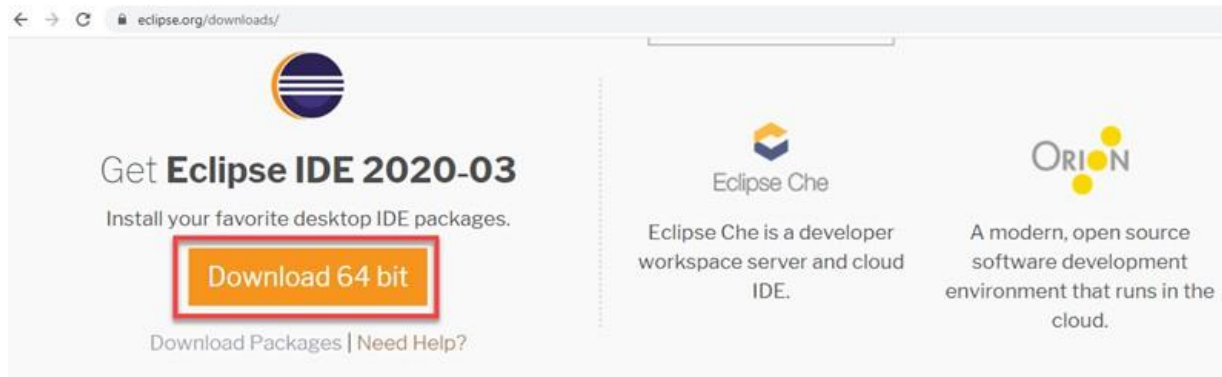 eclipse.org/downloads/
Get Eclipse IDE 2020-03
Install your favorite desktop IDE packages.
Download 64 bit
Download Packages | Need Help?
Eclipse Che
Eclipse Che is a developer
workspace server and cloud
IDE.
ORION
A modern, open source
software development
environment that runs in the
cloud.